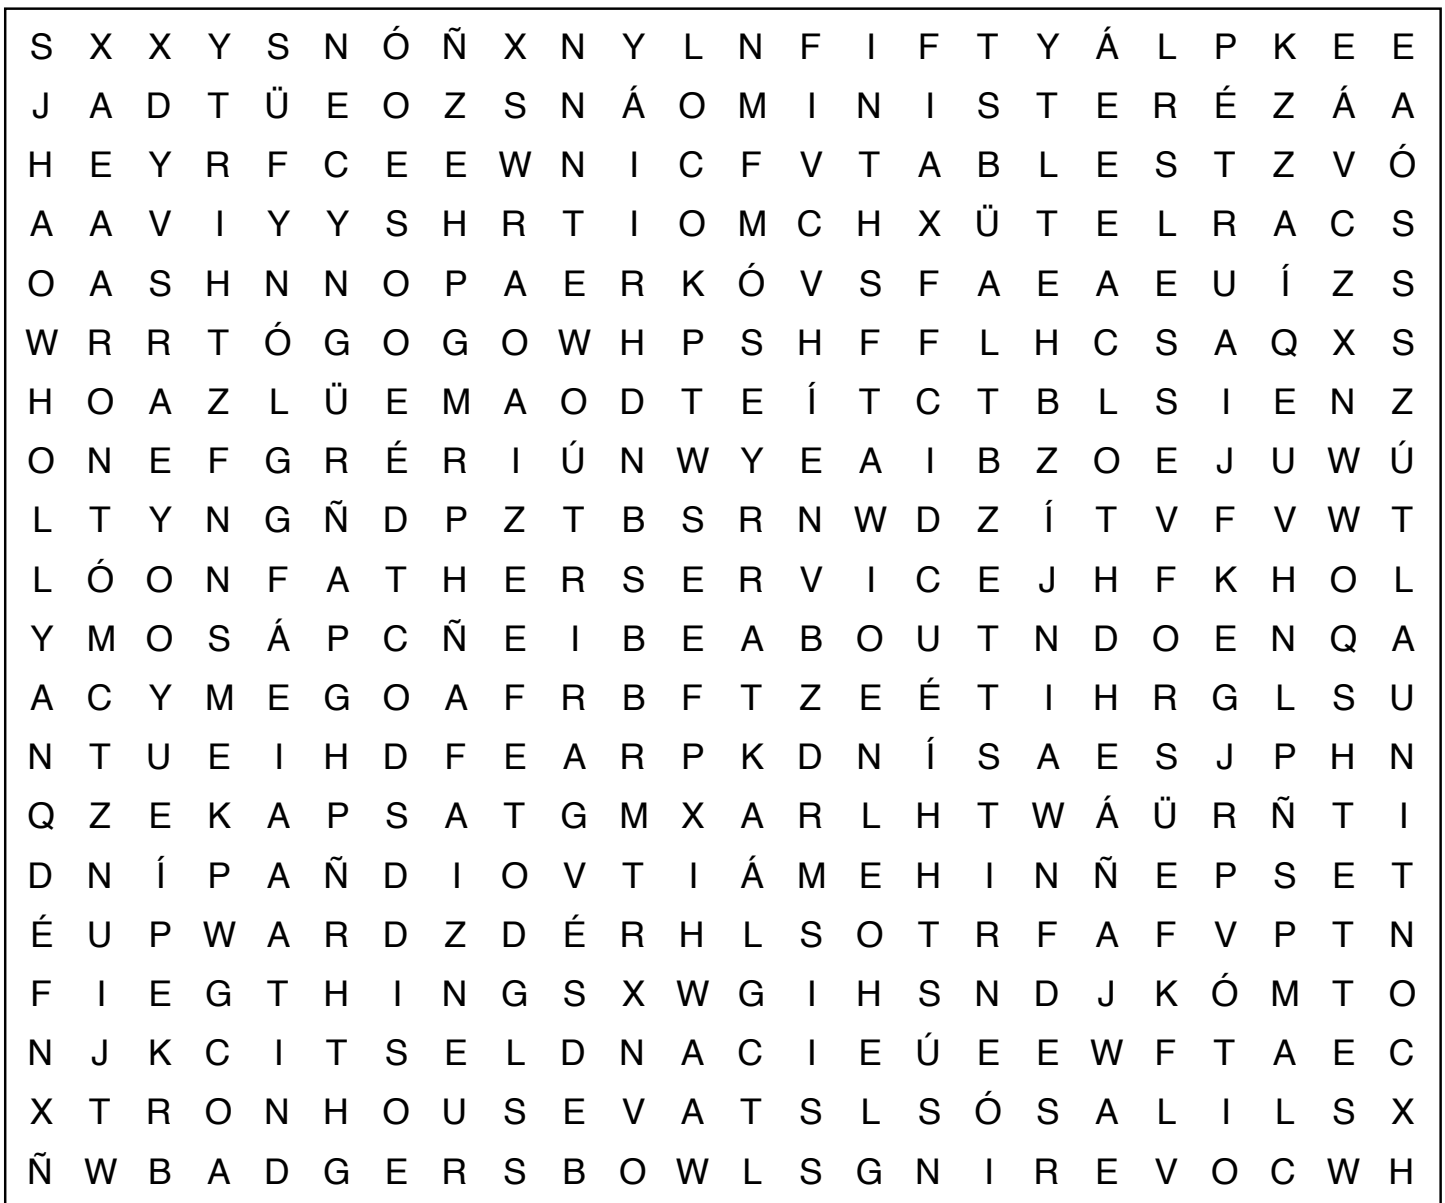 S X X Y S N Ó Ñ X N Y L N F I F T Y Á L P K E E
J A D T Ü E O Z S N Á O M I N I S T E R É Z Á A
H E Y R F C E E W N I C F V T A B L E S T Z V Ó
A A V I Y Y S H R T I O M C H X Ü T E L R A C S
O A S H N N O P A E R K Ó V S F A E A E U Í Z S
W R R T Ó G O G O W H P S H F F L H C S A Q X S
H O A Z L Ü E M A O D T E Í T C T B L S I E N Z
O N E F G R É R I Ú N W Y E A I B Z O E J U W Ú
L T Y N G Ñ D P Z T B S R N W D Z Í T V F V W T
L Ó O N F A T H E R S E R V I C E J H F K H O L
Y M O S Á P C Ñ E I B E A B O U T N D O E N Q A
A C Y M E G O A F R B F T Z E É T I H R G L S U
N T U E I H D F E A R P K D N Í S A E S J P H N
Q Z E K A P S A T G M X A R L H T W Á Ü R Ñ T I
D N Í P A Ñ D I O V T I Á M E H I N Ñ E P S E T
É U P W A R D Z D É R H L S O T R F A F V P T N
F I E G T H I N G S X W G I H S N D J K Ó M T O
N J K C I T S E L D N A C I E Ú E E W F T A E C
X T R O N H O U S E V A T S L S Ó S A L I L S X
Ñ W B A D G E R S B O W L S G N I R E V O C W H